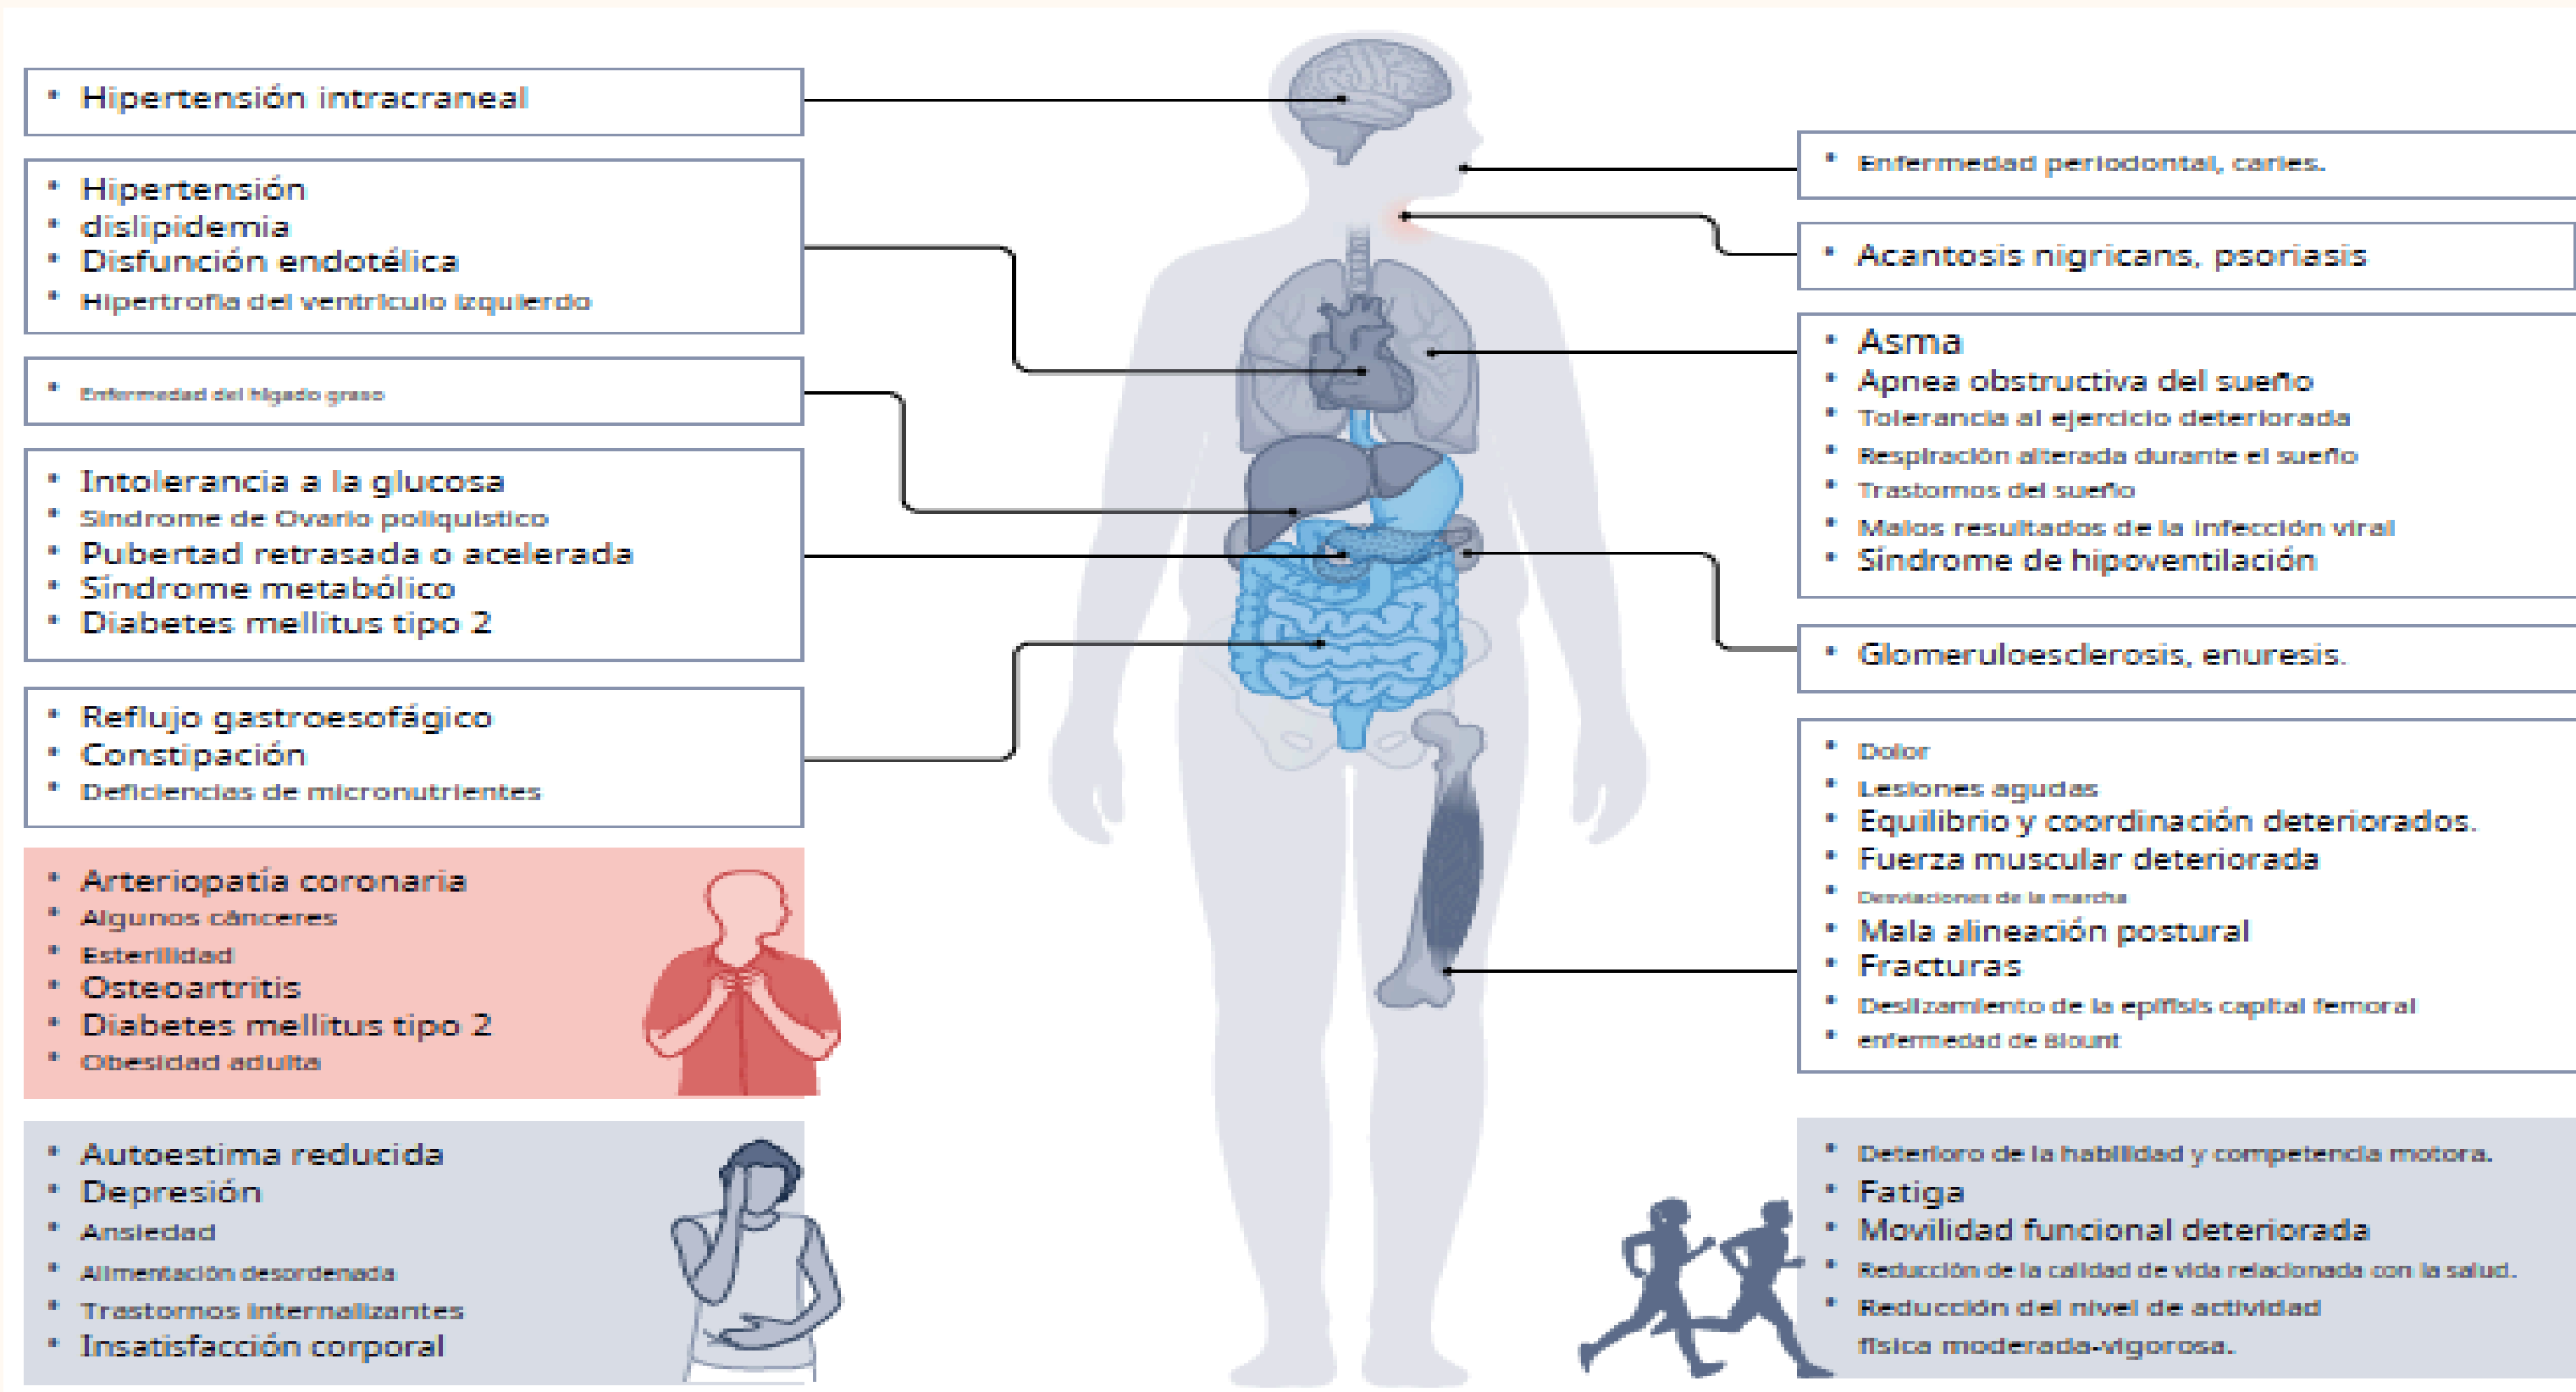 Hipertensión intracraneal
Hipertensión
dislipidemia
Disfunción endotélica
Hipertrofia del ventrículo izquierdo
Enfermedad del hígado graso
Intolerancia a la glucosa
Síndrome de Ovario poliquístico
Pubertad retrasada o acelerada
Síndrome metabólico
Diabetes mellitus tipo 2
Reflujo gastroesofágico
Constipación
Deficiencias de micronutrientes
Arteriopatía coronaria
Algunos cánceres
Esterilidad
Osteoartritis
Diabetes mellitus tipo 2
Obesidad adulta
Autoestima reducida
Depresión
Ansiedad
Alimentación desordenada
Trastornos internalizantes
Insatisfacción corporal
Enfermedad periodontal, caries.
Acantosis nigricans, psoriasis
Asma
Apnea obstructiva del sueño
Tolerancia al ejercicio deteriorada
Respiración alterada durante el sueño
Trastornos del sueño
Malos resultados de la infección viral
Síndrome de hipoventilación
Glomeruloesclerosis, enuresis.
Dolor
Lesiones agudas
Equilibrio y coordinación deteriorados.
Fuerza muscular deteriorada
Desviaciones de la marcha
Mala alineación postural
Fracturas
Deslizamiento de la epífisis capital femoral
enfermedad de Blount
Deterioro de la habilidad y competencia motora.
Fatiga
Movilidad funcional deteriorada
Reducción de la calidad de vida relacionada con la salud.
Reducción del nivel de actividad
física moderada-vigorosa.